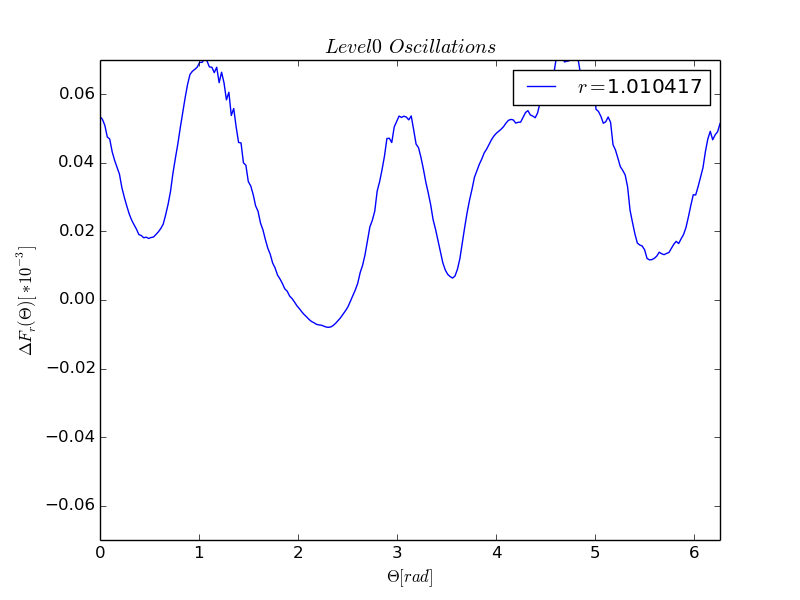 Level0 Oscillations
r=1.010417
0.06
0.04
0.02
0.00
−0.02
−0.04
−0.06
ΔF_r(Θ)[*10^{-3}]
0 1 2 3 4 5 6
Θ[rad]